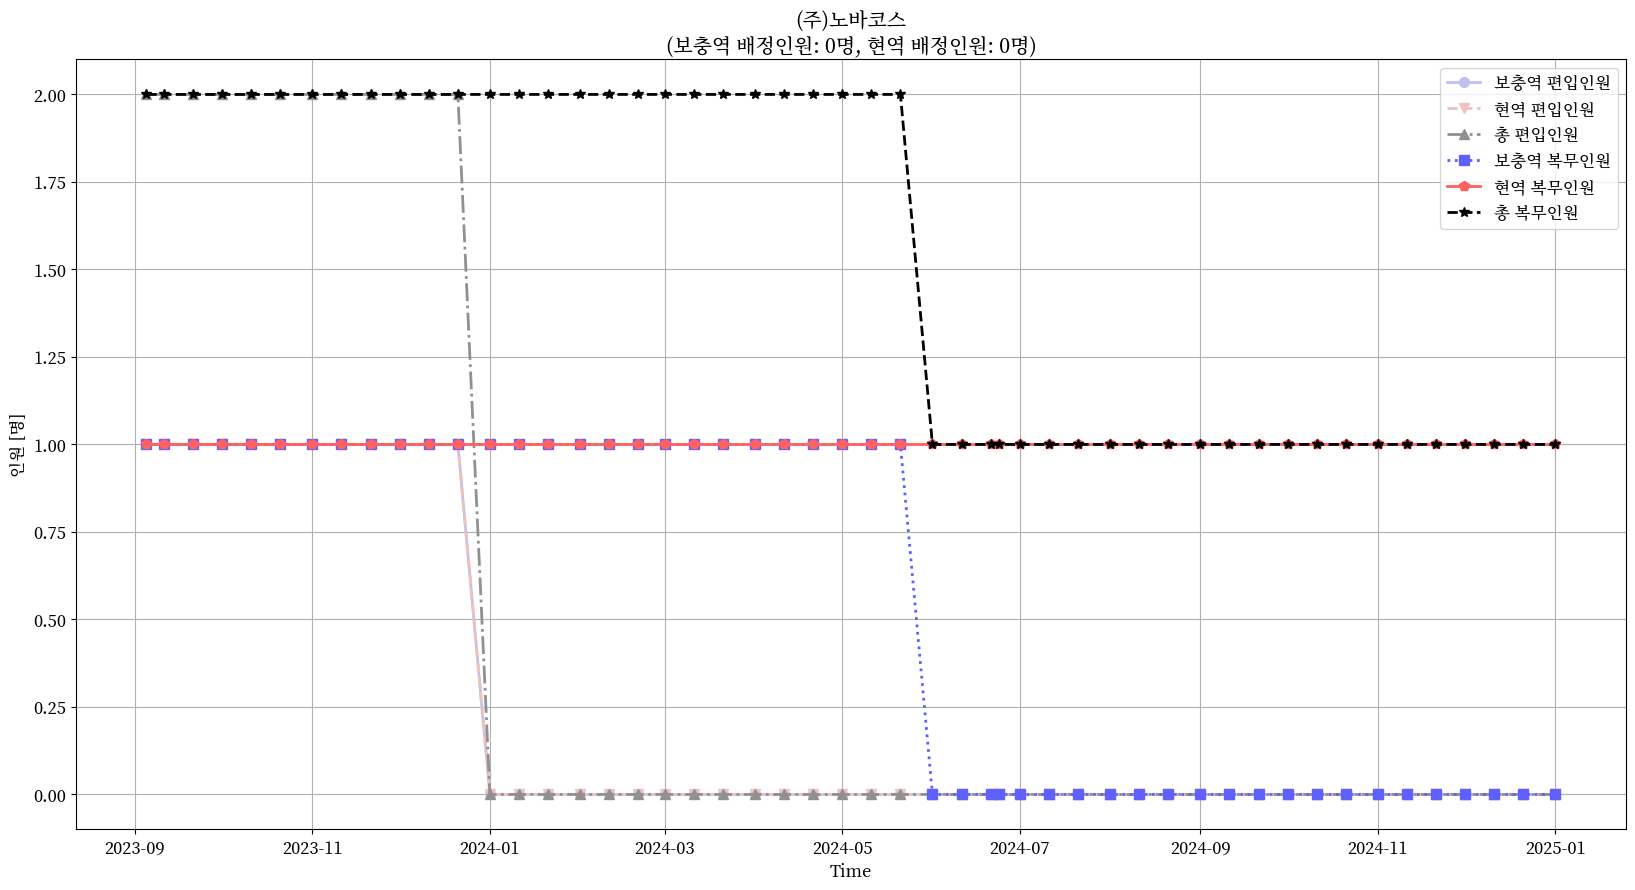 (주)노바코스
(보충역 배정인원: 0명, 현역 배정인원: 0명)
보충역 편입인원
현역 편입인원
총 편입인원
보충역 복무인원
현역 복무인원
총 복무인원
인원 [명]
2.00
1.75
1.50
1.25
1.00
0.75
0.50
0.25
0.00
2023-09
2023-11
2024-01
2024-03
2024-05
2024-07
2024-09
2024-11
2025-01
Time